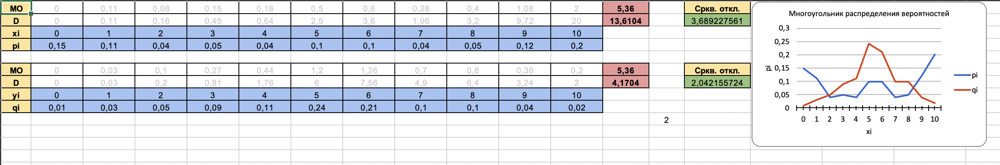 МО 0 0,11 0,08 0,15 0,16 0,5 0,6 0,28 0,4 1,08 2 5,36 Сркв. откл.
D 0 0,11 0,16 0,45 0,64 2,5 3,6 1,96 3,2 9,72 20 13,6104 3,689227561
xi 0 1 2 3 4 5 6 7 8 9 10
pi 0,15 0,11 0,04 0,05 0,04 0,1 0,1 0,04 0,05 0,12 0,2
МО 0 0,03 0,1 0,27 0,44 1,2 1,26 0,7 0,8 0,36 0,2 5,36 Сркв. откл.
D 0 0,03 0,2 0,81 1,76 6 7,56 4,9 6,4 3,24 2 4,1704 2,042155724
yi 0 1 2 3 4 5 6 7 8 9 10
qi 0,01 0,03 0,05 0,09 0,11 0,24 0,21 0,1 0,1 0,04 0,02
2
Многоугольник распределения вероятностей
0,3
0,25
0,2
0,15
0,1
0,05
0
pi
0 1 2 3 4 5 6 7 8 9 10
xi
pi
qi